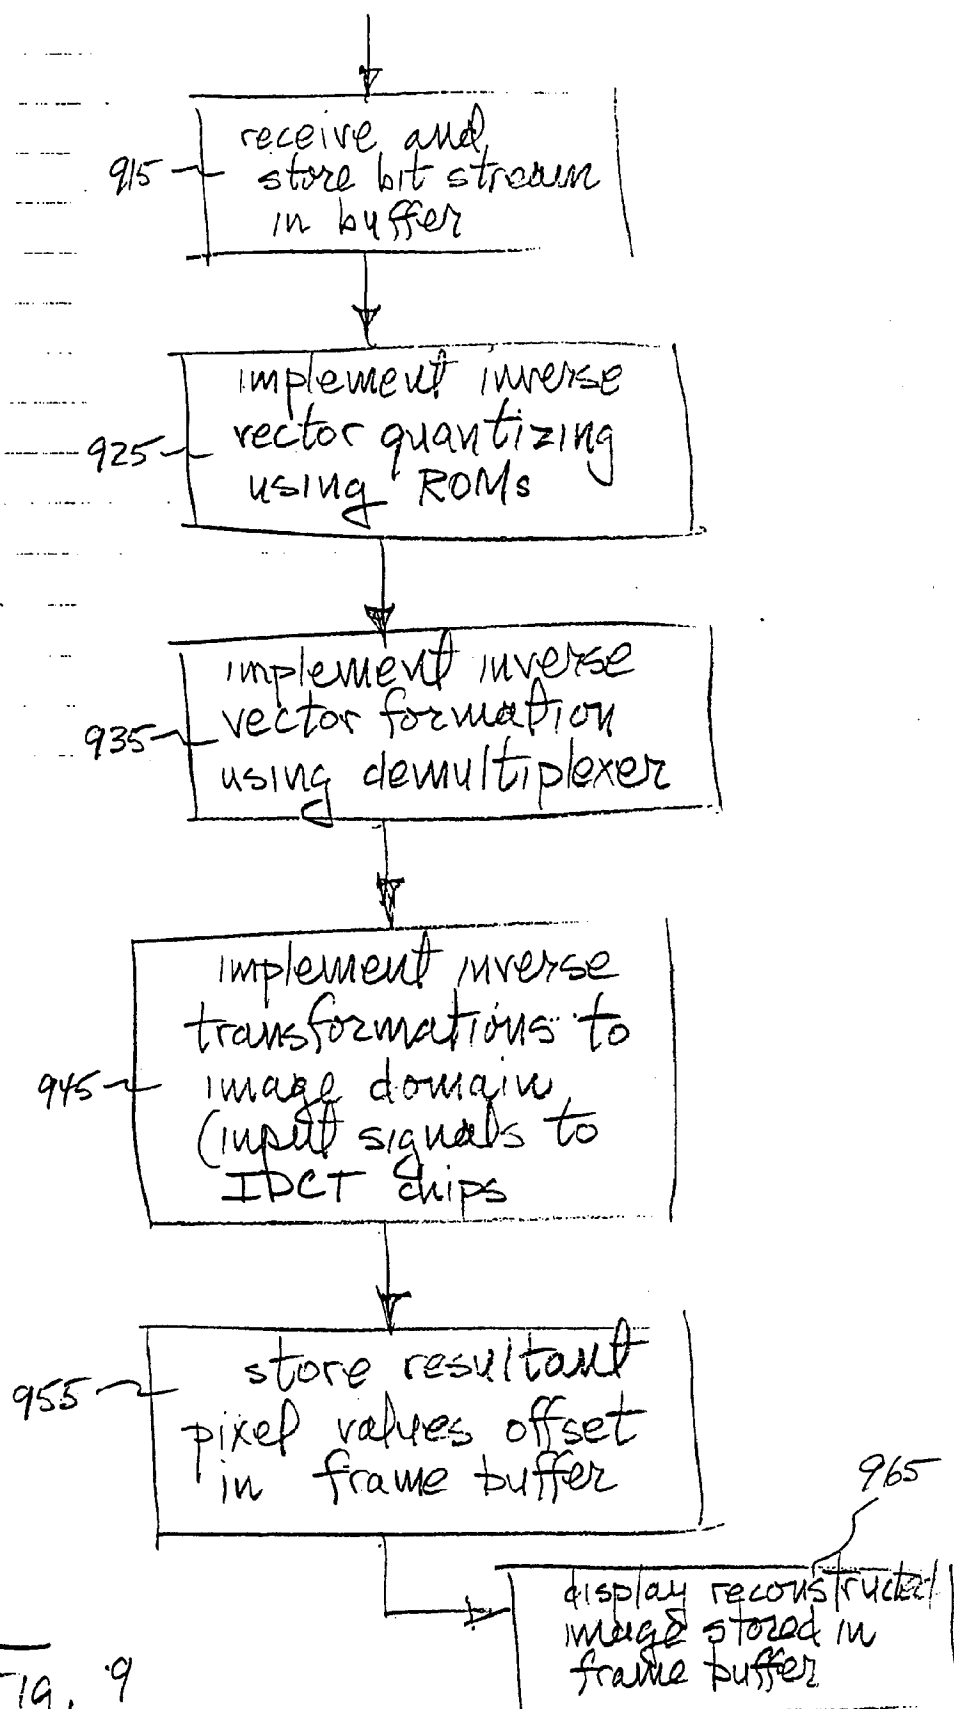 receive and
915 store bit stream
in buffer
implement inverse
925 vector quantizing
using ROMs
implement inverse
935 vector formation
using demultiplexer
implement inverse
transformations to
945 image domain
(input signals to
IDCT chips
955 store resultant
pixel values offset
in frame buffer
965
display reconstructed
image stored in
frame buffer
FIG. 9